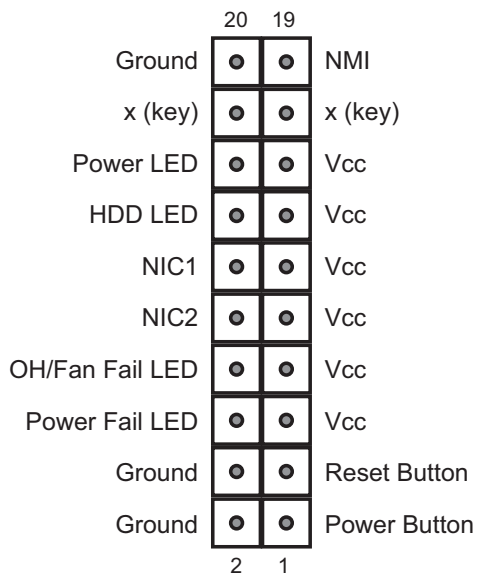 20 19
Ground NMI
x (key) x (key)
Power LED Vcc
HDD LED Vcc
NIC1 Vcc
NIC2 Vcc
OH/Fan Fail LED Vcc
Power Fail LED Vcc
Ground Reset Button
Ground Power Button
2 1